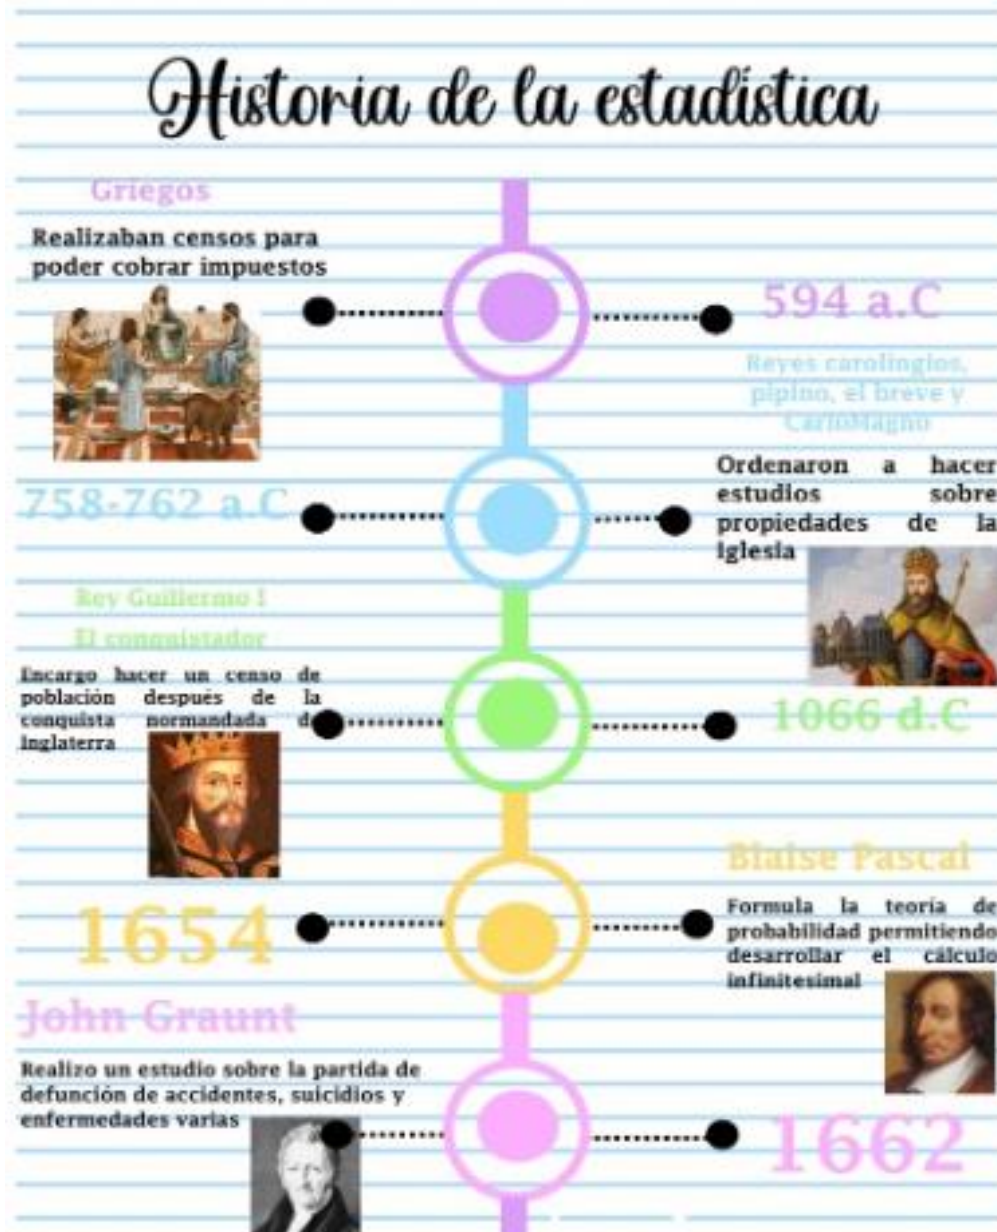 Historia de la estadística
Griegos
Realizaban censos para
poder cobrar impuestos
594 a.C
Reyes carolingios,
pipino, el breve y
CarloMagno
758-762 a.C
Ordenaron a hacer
estudios sobre
propiedades de la
iglesia
Rey Guillermo I
El conquistador
Encargo hacer un censo de
población después de la
conquista normandada de
Inglaterra
1066 d.C
1654
Blaise Pascal
Formula la teoría de
probabilidad permitiendo
desarrollar el cálculo
infinitesimal
John Graunt
Realizo un estudio sobre la partida de
defunción de accidentes, suicidios y
enfermedades varias
1662